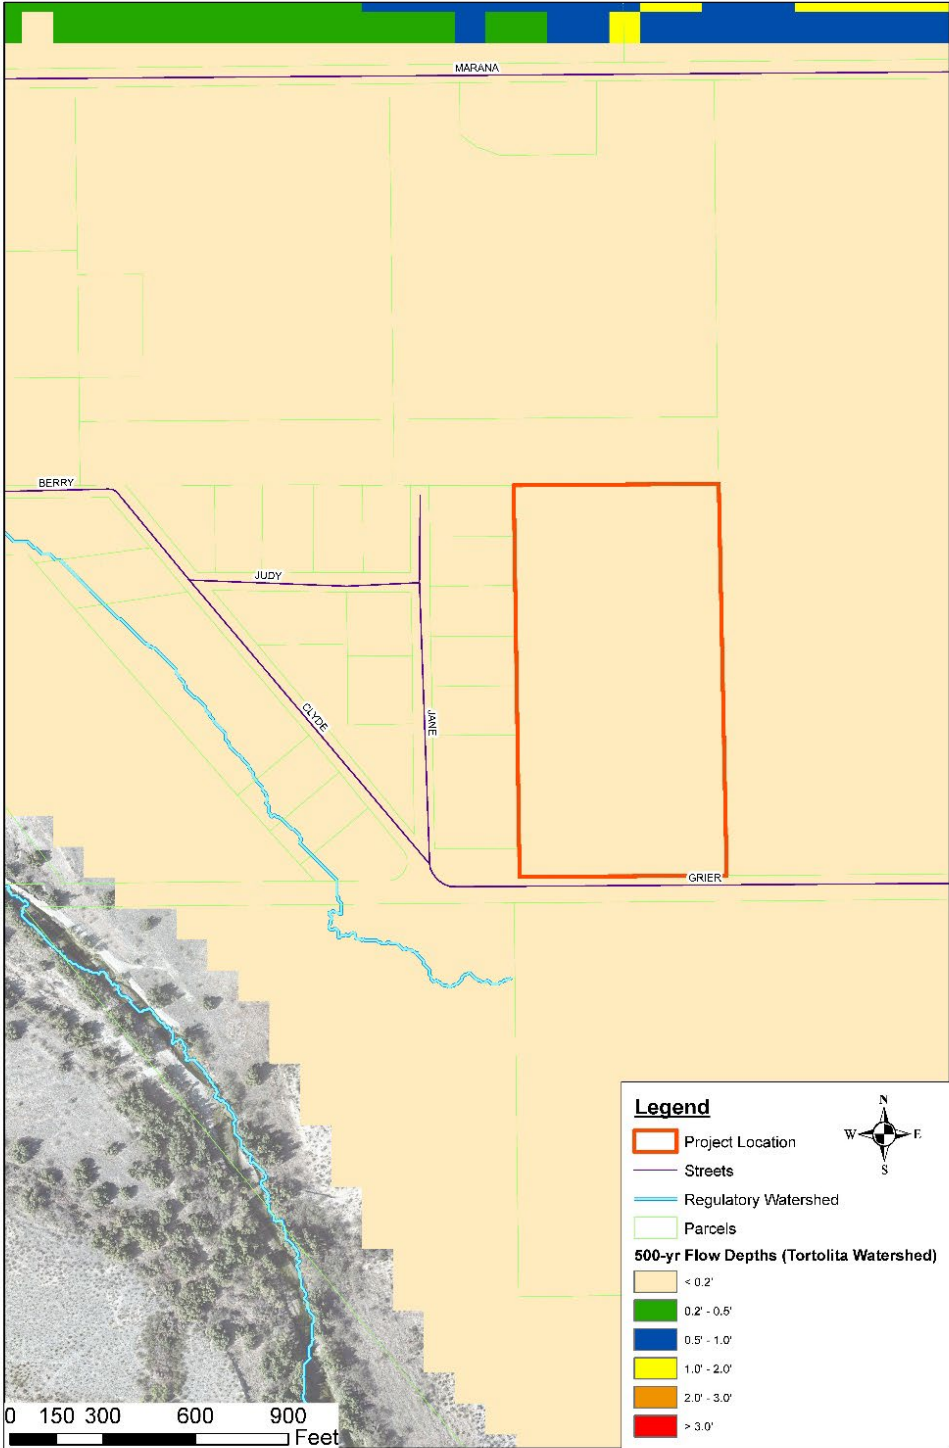 MARANA
BERRY
JUDY
CLYDE
JANE
GRIER
Legend
N
W E
S
Project Location
Streets
Regulatory Watershed
Parcels
500-yr Flow Depths (Tortolita Watershed)
< 0.2'
0.2' - 0.5'
0.5' - 1.0'
1.0' - 2.0'
2.0' - 3.0'
> 3.0'
0 150 300 600 900
Feet